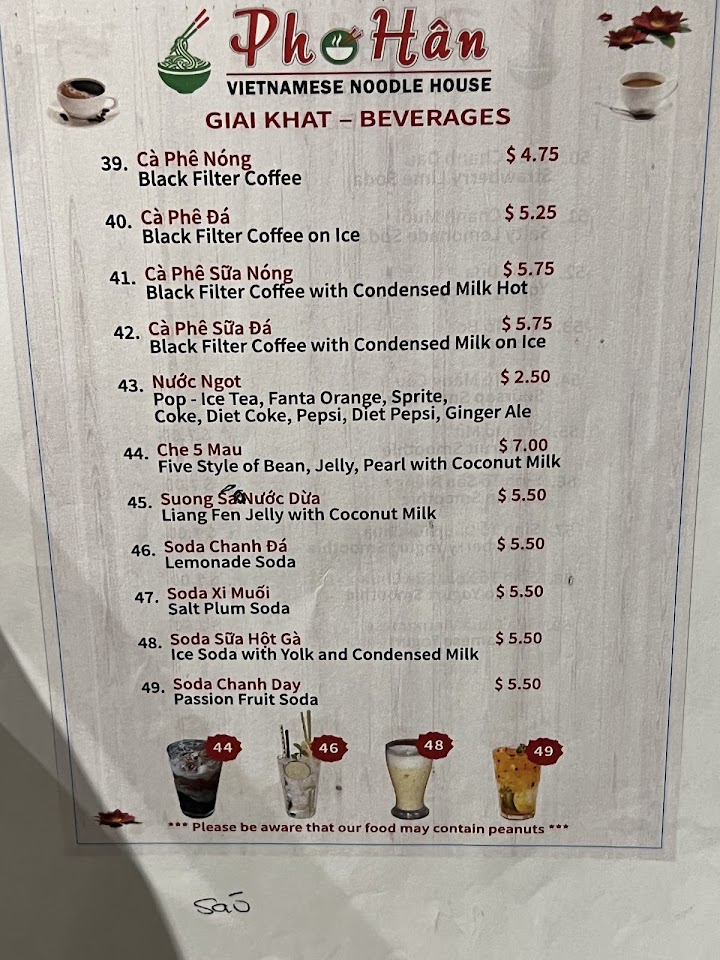 Phở Hân
VIETNAMESE NOODLE HOUSE
GIAI KHAT – BEVERAGES
39. Cà Phê Nóng $ 4.75
Black Filter Coffee
40. Cà Phê Đá $ 5.25
Black Filter Coffee on Ice
41. Cà Phê Sữa Nóng $ 5.75
Black Filter Coffee with Condensed Milk Hot
42. Cà Phê Sữa Đá $ 5.75
Black Filter Coffee with Condensed Milk on Ice
43. Nước Ngot $ 2.50
Pop - Ice Tea, Fanta Orange, Sprite,
Coke, Diet Coke, Pepsi, Diet Pepsi, Ginger Ale
44. Che 5 Mau $ 7.00
Five Style of Bean, Jelly, Pearl with Coconut Milk
45. Suong Sáo Nước Dừa $ 5.50
Liang Fen Jelly with Coconut Milk
46. Soda Chanh Đá $ 5.50
Lemonade Soda
47. Soda Xi Muối $ 5.50
Salt Plum Soda
48. Soda Sữa Hột Gà $ 5.50
Ice Soda with Yolk and Condensed Milk
49. Soda Chanh Day $ 5.50
Passion Fruit Soda
44 46 48 49
*** Please be aware that our food may contain peanuts ***
Sáo